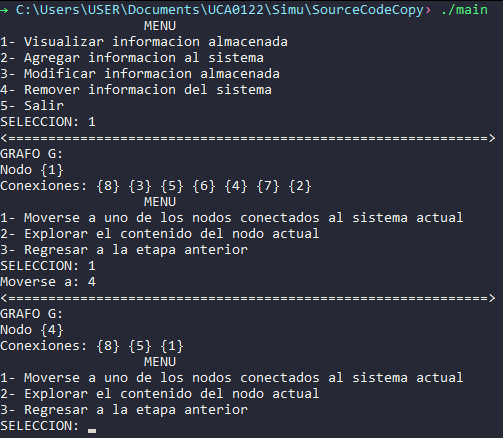 → C:\Users\USER\Documents\UCA0122\Simu\SourceCodeCopy› ./main
MENU
1- Visualizar informacion almacenada
2- Agregar informacion al sistema
3- Modificar informacion almacenada
4- Remover informacion del sistema
5- Salir
SELECCION: 1
<============================================================>
GRAFO G:
Nodo {1}
Conexiones: {8} {3} {5} {6} {4} {7} {2}
MENU
1- Moverse a uno de los nodos conectados al sistema actual
2- Explorar el contenido del nodo actual
3- Regresar a la etapa anterior
SELECCION: 1
Moverse a: 4
<============================================================>
GRAFO G:
Nodo {4}
Conexiones: {8} {5} {1}
MENU
1- Moverse a uno de los nodos conectados al sistema actual
2- Explorar el contenido del nodo actual
3- Regresar a la etapa anterior
SELECCION: